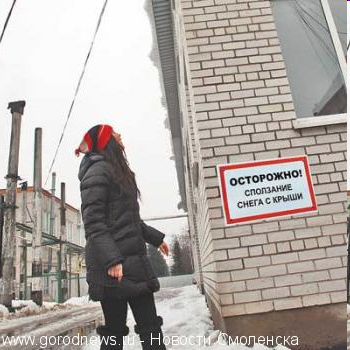 ОСТОРОЖНО!
СПОЛЗАНИЕ
СНЕГА С КРЫШИ
www.gorodnews.ru - Новости Смоленска